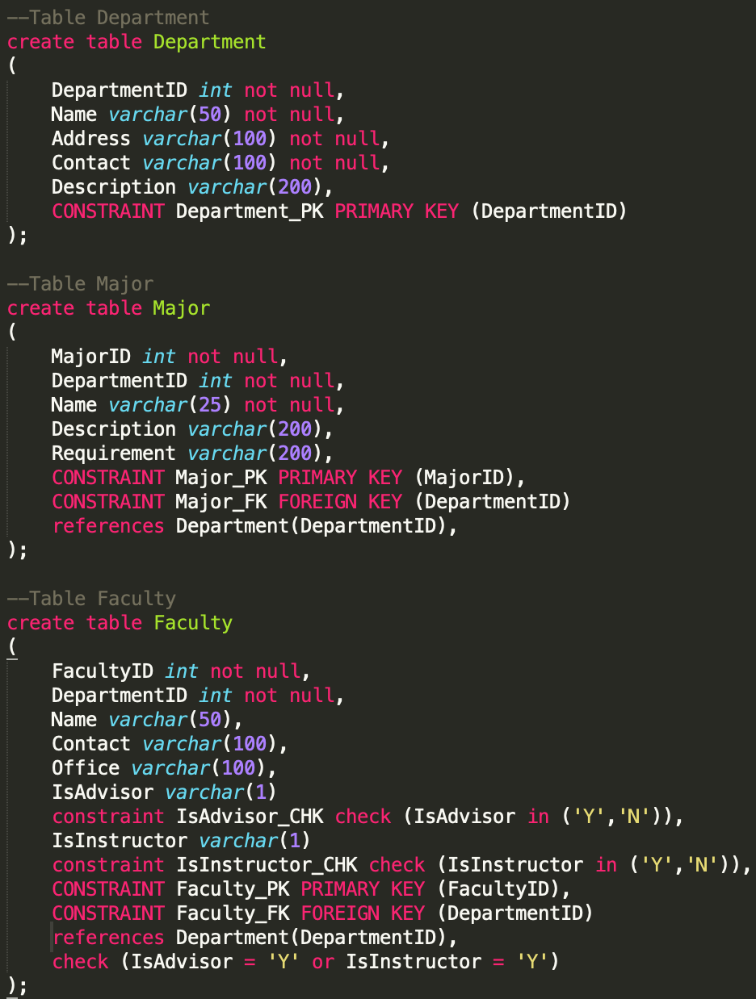 --Table Department
create table Department
(
DepartmentID int not null,
Name varchar(50) not null,
Address varchar(100) not null,
Contact varchar(100) not null,
Description varchar(200),
CONSTRAINT Department_PK PRIMARY KEY (DepartmentID)
);
--Table Major
create table Major
(
MajorID int not null,
DepartmentID int not null,
Name varchar(25) not null,
Description varchar(200),
Requirement varchar(200),
CONSTRAINT Major_PK PRIMARY KEY (MajorID),
CONSTRAINT Major_FK FOREIGN KEY (DepartmentID)
references Department(DepartmentID),
);
--Table Faculty
create table Faculty
(
FacultyID int not null,
DepartmentID int not null,
Name varchar(50),
Contact varchar(100),
Office varchar(100),
IsAdvisor varchar(1)
constraint IsAdvisor_CHK check (IsAdvisor in ('Y','N')),
IsInstructor varchar(1)
constraint IsInstructor_CHK check (IsInstructor in ('Y','N')),
CONSTRAINT Faculty_PK PRIMARY KEY (FacultyID),
CONSTRAINT Faculty_FK FOREIGN KEY (DepartmentID)
references Department(DepartmentID),
check (IsAdvisor = 'Y' or IsInstructor = 'Y')
);